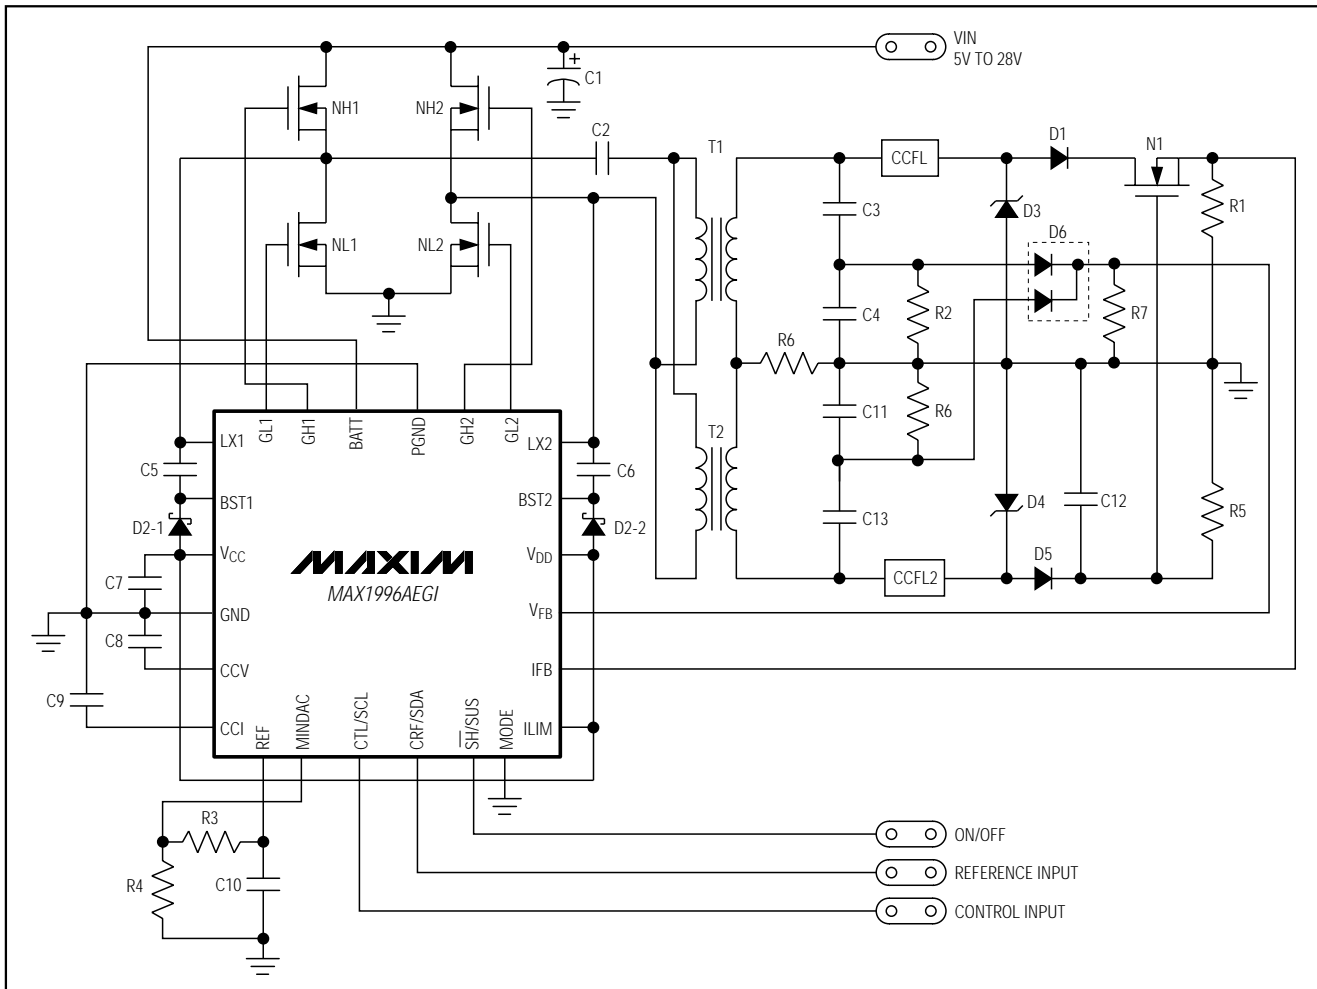 VIN
5V TO 28V
+
C1
NH1
NH2
C2
T1
CCFL
D1
N1
C3
D3
R1
D6
NL1
NL2
C4
R2
R7
R6
C11
R6
GL1
GH1
BATT
PGND
GH2
GL2
T2
LX1
LX2
C5
C6
BST1
BST2
D4
C12
R5
D2-1
D2-2
C13
VCC
VDD
D5
C7
MAXIM
MAX1996AEGI
CCFL2
GND
VFB
C8
CCV
IFB
C9
CCI
REF
MINDAC
CTL/SCL
CRF/SDA
SH/SUS
MODE
ILIM
R3
ON/OFF
R4
C10
REFERENCE INPUT
CONTROL INPUT